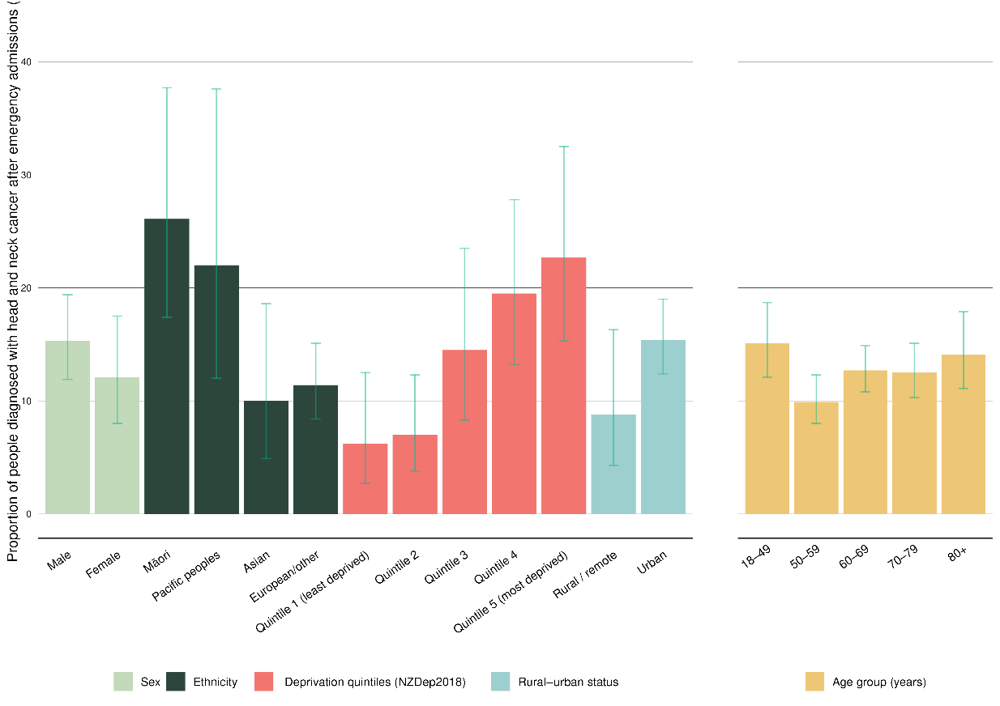 Proportion of people diagnosed with head and neck cancer after emergency admissions (
40
30
20
10
0
Male
Female
Māori
Pacific peoples
Asian
European/other
Quintile 1 (least deprived)
Quintile 2
Quintile 3
Quintile 4
Quintile 5 (most deprived)
Rural / remote
Urban
18–49
50–59
60–69
70–79
80+
Sex
Ethnicity
Deprivation quintiles (NZDep2018)
Rural–urban status
Age group (years)